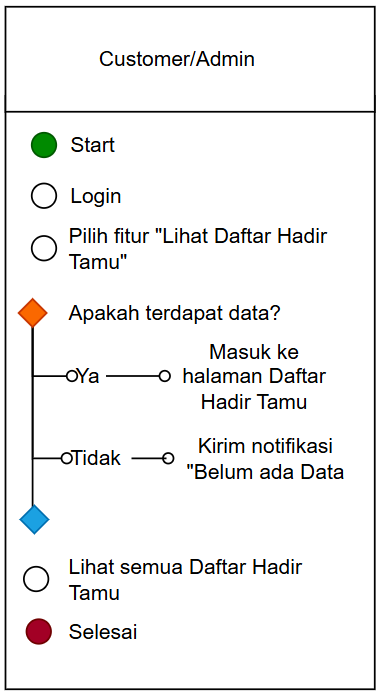 Customer/Admin
Start
Login
Pilih fitur "Lihat Daftar Hadir
Tamu"
Apakah terdapat data?
Ya
Masuk ke
halaman Daftar
Hadir Tamu
Tidak
Kirim notifikasi
"Belum ada Data
Lihat semua Daftar Hadir
Tamu
Selesai